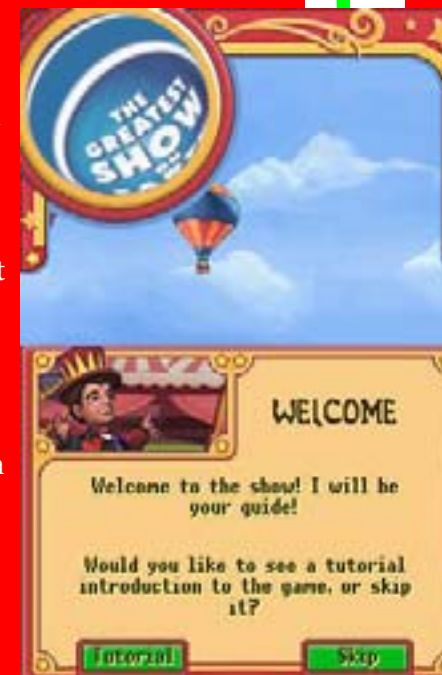 THE
GREATEST
SHOW
WELCOME
Welcome to the show! I will be
your guide!
Would you like to see a tutorial
introduction to the game, or skip
it?
Tutorial
Skip